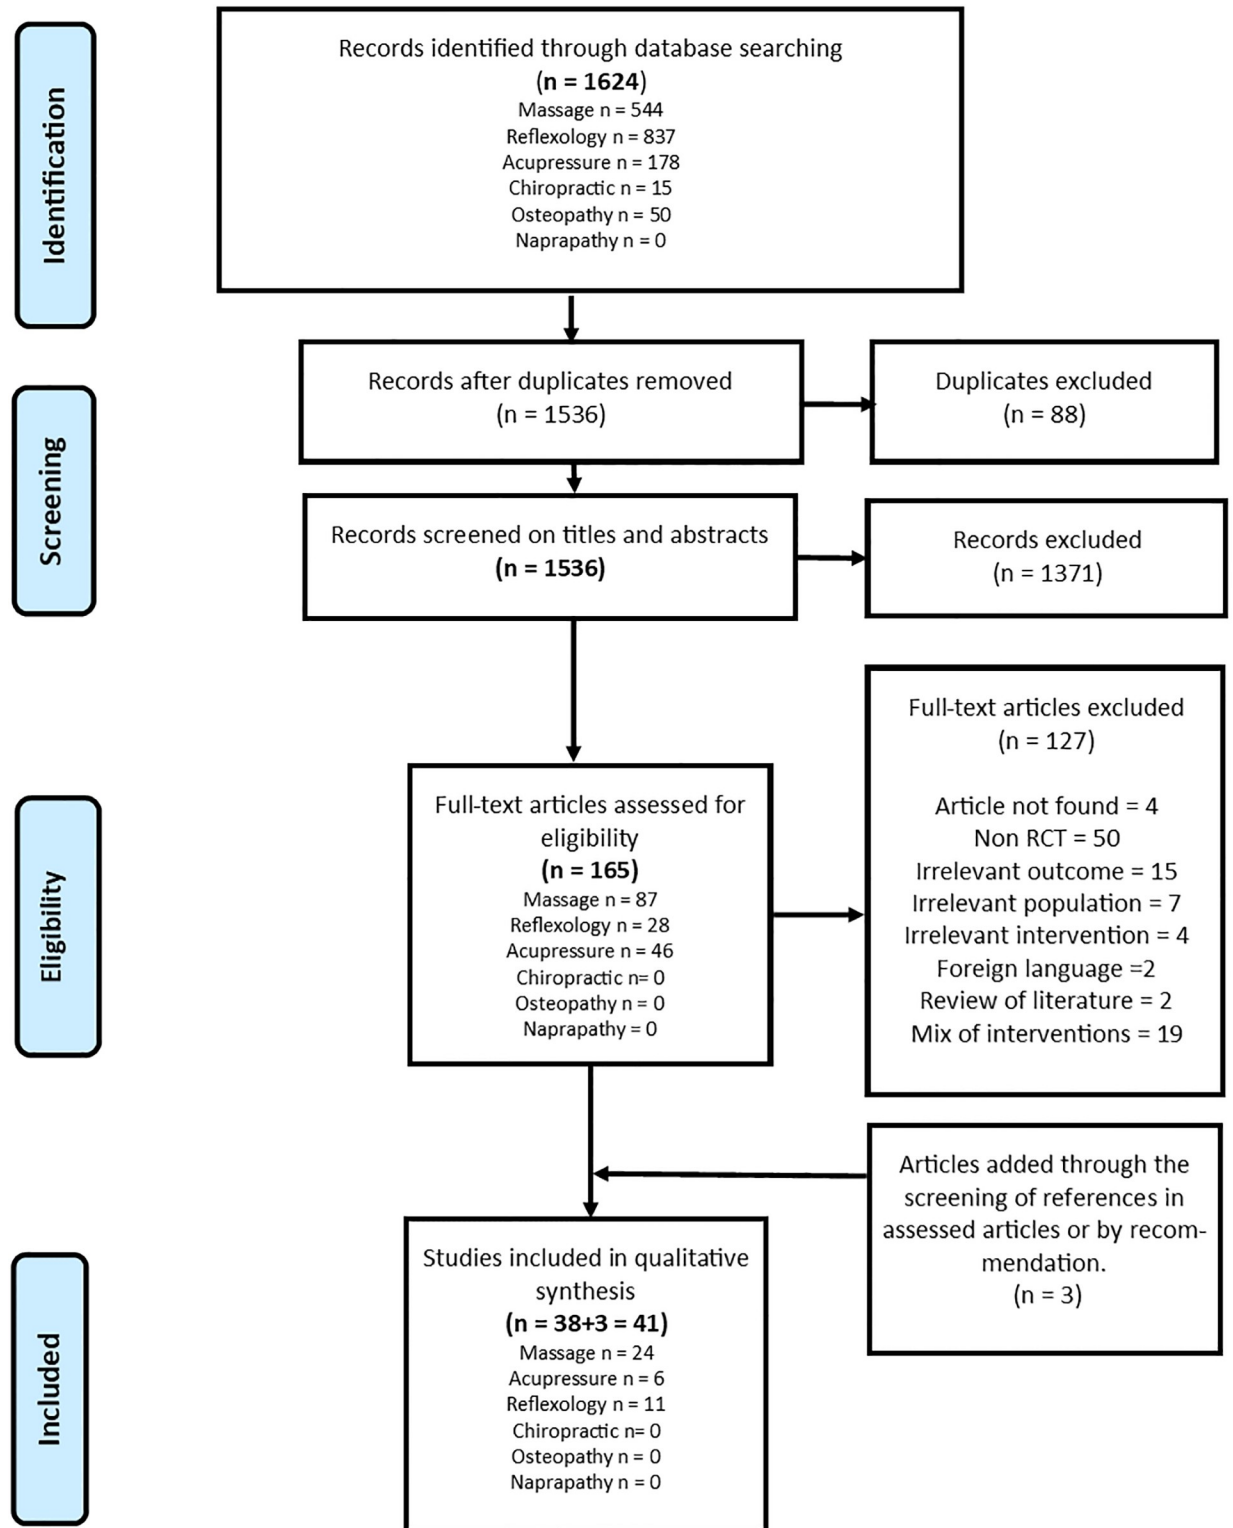 Identification
Records identified through database searching
(n = 1624)
Massage n = 544
Reflexology n = 837
Acupressure n = 178
Chiropractic n = 15
Osteopathy n = 50
Naprapathy n = 0
Screening
Records after duplicates removed
(n = 1536)
Duplicates excluded
(n = 88)
Records screened on titles and abstracts
(n = 1536)
Records excluded
(n = 1371)
Eligibility
Full-text articles assessed for
eligibility
(n = 165)
Massage n = 87
Reflexology n = 28
Acupressure n = 46
Chiropractic n= 0
Osteopathy n = 0
Naprapathy = 0
Full-text articles excluded
(n = 127)
Article not found = 4
Non RCT = 50
Irrelevant outcome = 15
Irrelevant population = 7
Irrelevant intervention = 4
Foreign language =2
Review of literature = 2
Mix of interventions = 19
Articles added through the
screening of references in
assessed articles or by recom-
mendation.
(n = 3)
Included
Studies included in qualitative
synthesis
(n = 38+3 = 41)
Massage n = 24
Acupressure n = 6
Reflexology n = 11
Chiropractic n= 0
Osteopathy n = 0
Naprapathy n = 0